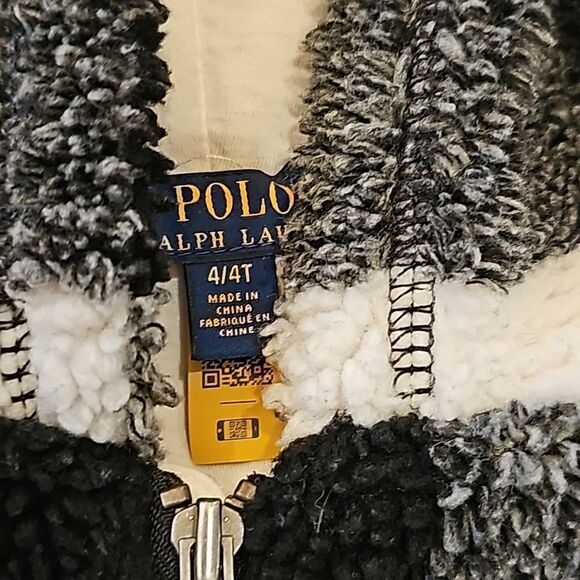 POLO
ALPH LAU
4/4T
MADE IN
CHINA
FABRIQUÉ EN
CHINE